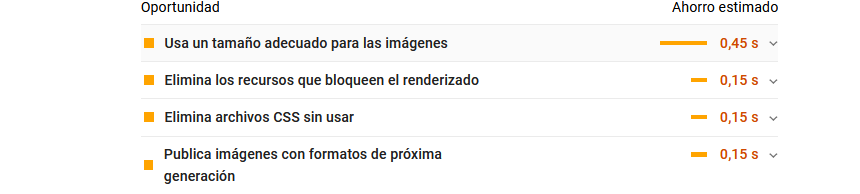 Oportunidad Ahorro estimado
Usa un tamaño adecuado para las imágenes 0,45 s
Elimina los recursos que bloqueen el renderizado 0,15 s
Elimina archivos CSS sin usar 0,15 s
Publica imágenes con formatos de próxima 0,15 s
generación